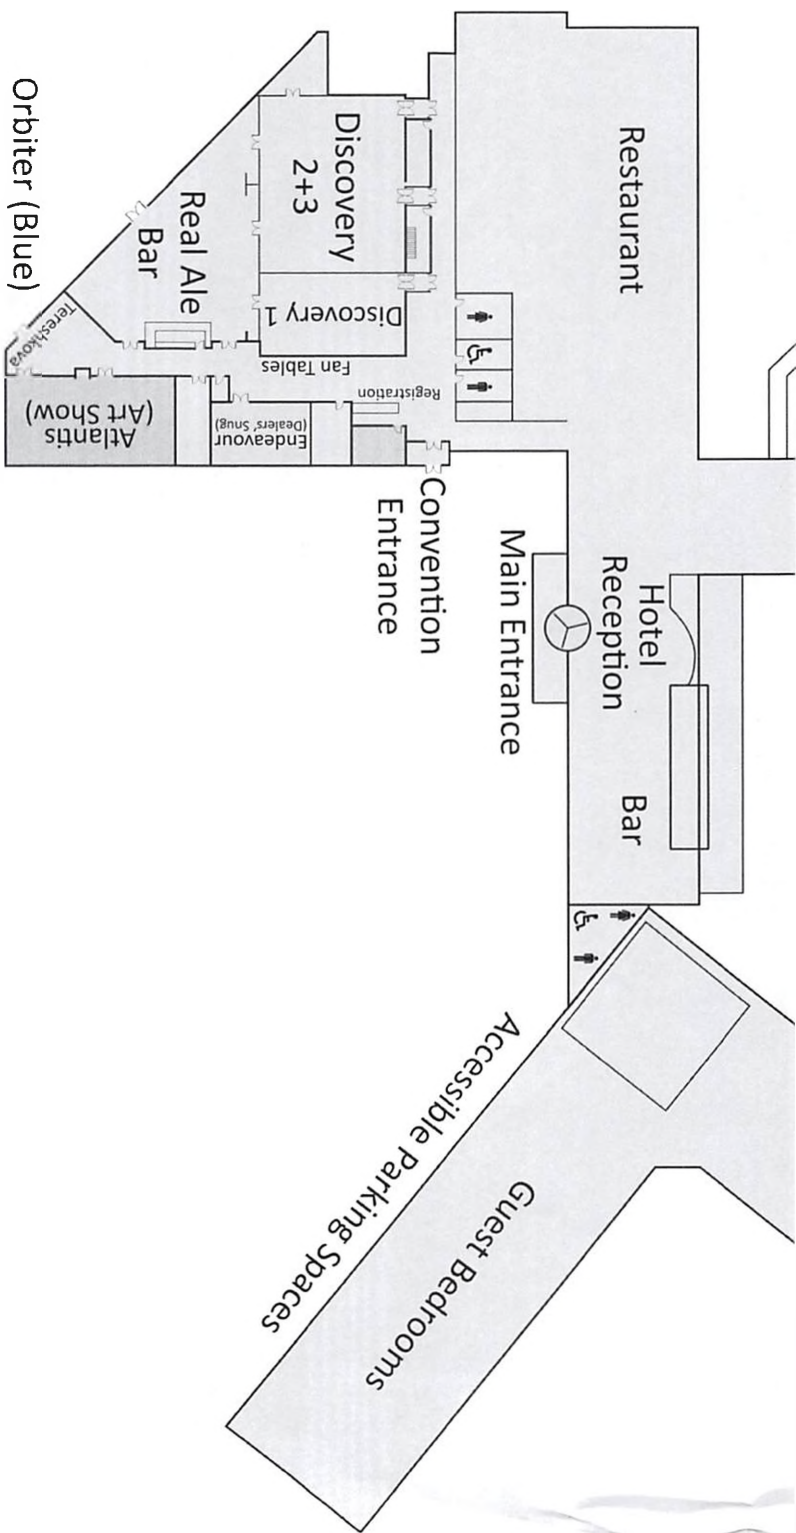 Restaurant
Hotel
Reception
Bar
Main Entrance
Convention
Entrance
Discovery
2+3
Discovery 1
Real Ale
Bar
Fan Tables
Registration
Endeavour
(Dealers' Snug)
Atlantis
(Art Show)
Tereshkova
Orbiter (Blue)
Accessible Parking Spaces
Guest Bedrooms